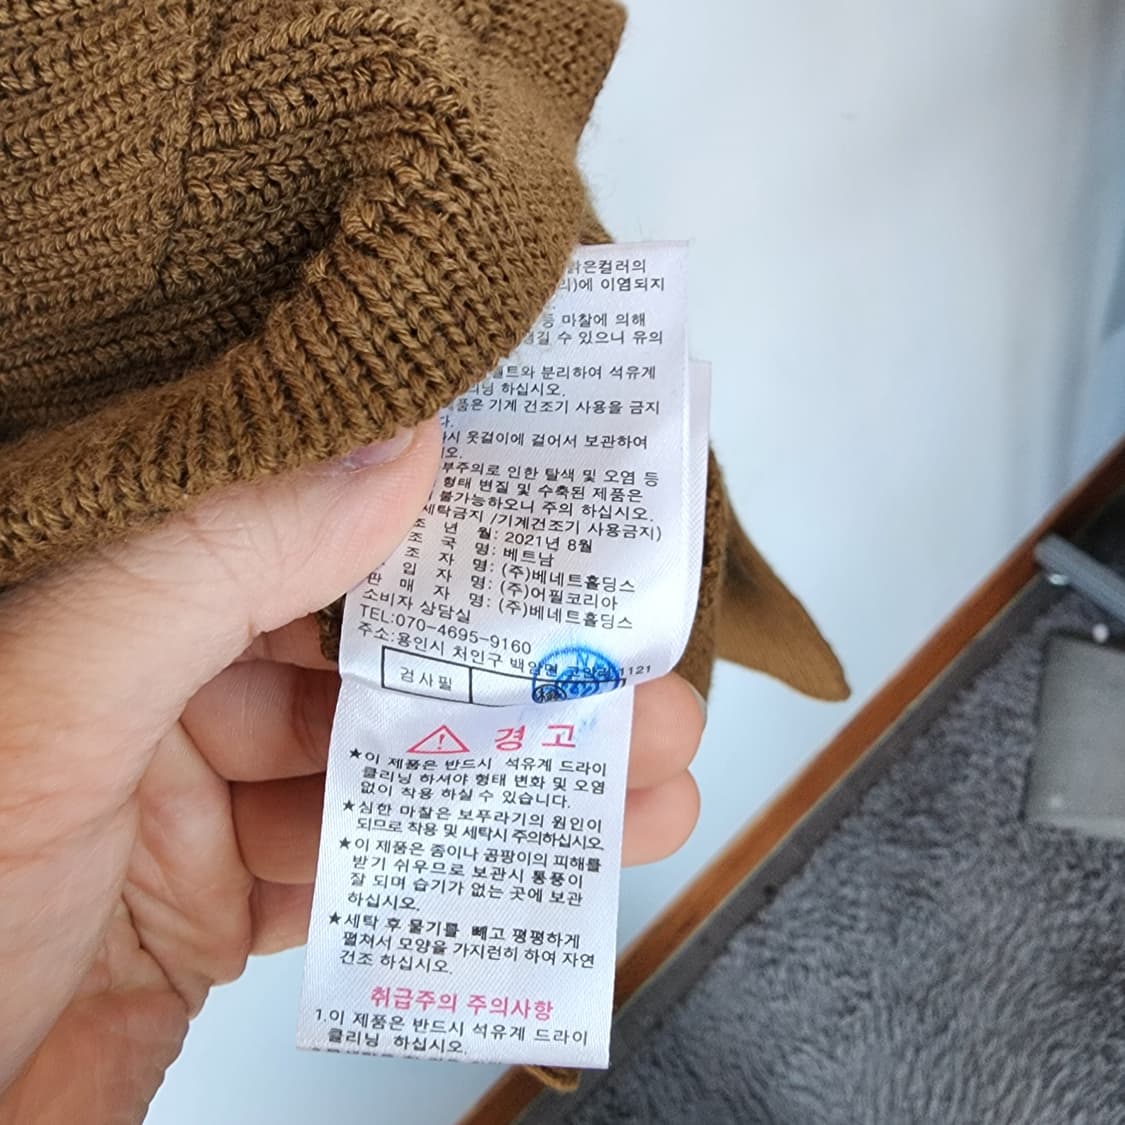 밝은컬러의
리)에 이염되지
등 마찰에 의해
생길 수 있으니 유의
벨트와 분리하여 석유계
리닝 하십시오.
제품은 기계 건조기 사용을 금지
다.
시 옷걸이에 걸어서 보관하여
오.
부주의로 인한 탈색 및 오염 등
형태 변질 및 수축된 제품은
불가능하오니 주의 하십시오.
세탁금지 /기계건조기 사용금지)
조 년 월: 2021년 8월
조 국 명: 베트남
조 자 명: (주)베네트홀딩스
입 자 명: (주)어필코리아
판 매 자 명: (주)베네트홀딩스
소비자 상담실
TEL:070-4695-9160
주소:용인시 처인구 백암면 1121
검사필
경 고
★이 제품은 반드시 석유계 드라이
클리닝 하셔야 형태 변화 및 오염
없이 착용 하실 수 있습니다.
★심한 마찰은 보푸라기의 원인이
되므로 착용 및 세탁시 주의하십시오.
★이 제품은 좀이나 곰팡이의 피해를
받기 쉬우므로 보관시 통풍이
잘 되며 습기가 없는 곳에 보관
하십시오.
★세탁 후 물기를 빼고 평평하게
펼쳐서 모양을 가지런히 하여 자연
건조 하십시오.
취급주의 주의사항
1.이 제품은 반드시 석유계 드라이
클리닝 하십시오.